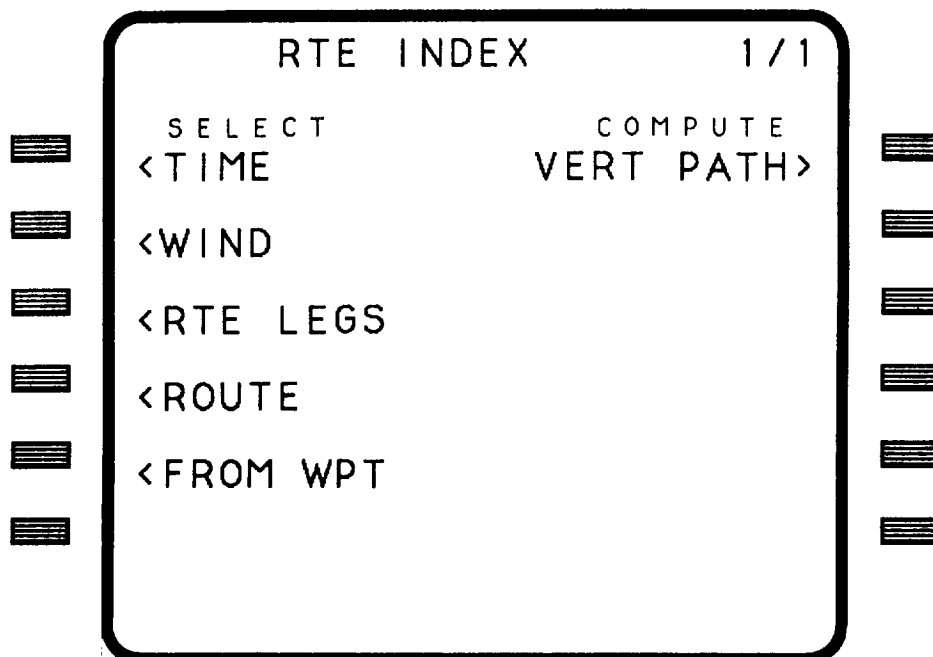 RTE INDEX 1/1
SELECT COMPUTE
<TIME VERT PATH>
<WIND
<RTE LEGS
<ROUTE
<FROM WPT